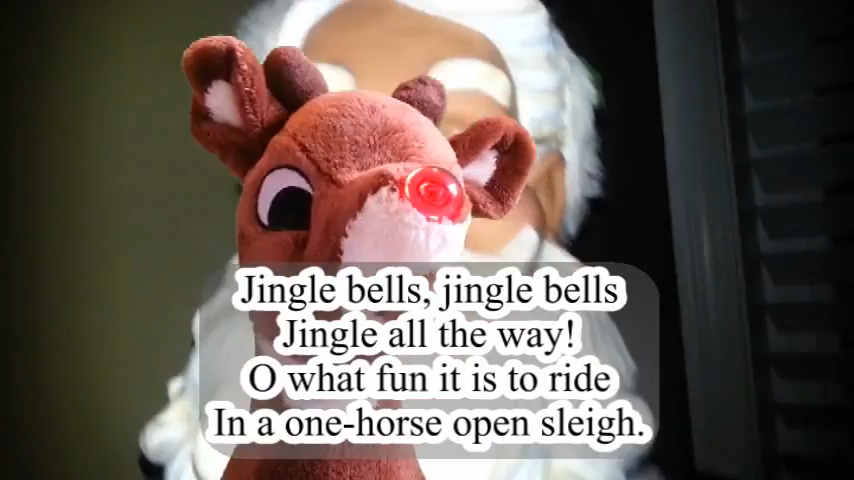 Jingle bells, jingle bells
Jingle all the way!
O what fun it is to ride
In a one-horse open sleigh.